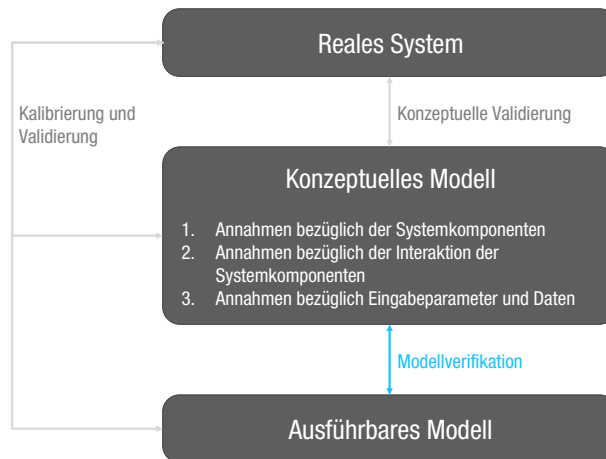 Reales System
Kalibrierung und
Validierung
Konzeptuelle Validierung
Konzeptuelles Modell
1. Annahmen bezüglich der Systemkomponenten
2. Annahmen bezüglich der Interaktion der
Systemkomponenten
3. Annahmen bezüglich Eingabeparameter und Daten
Modellverifikation
Ausführbares Modell